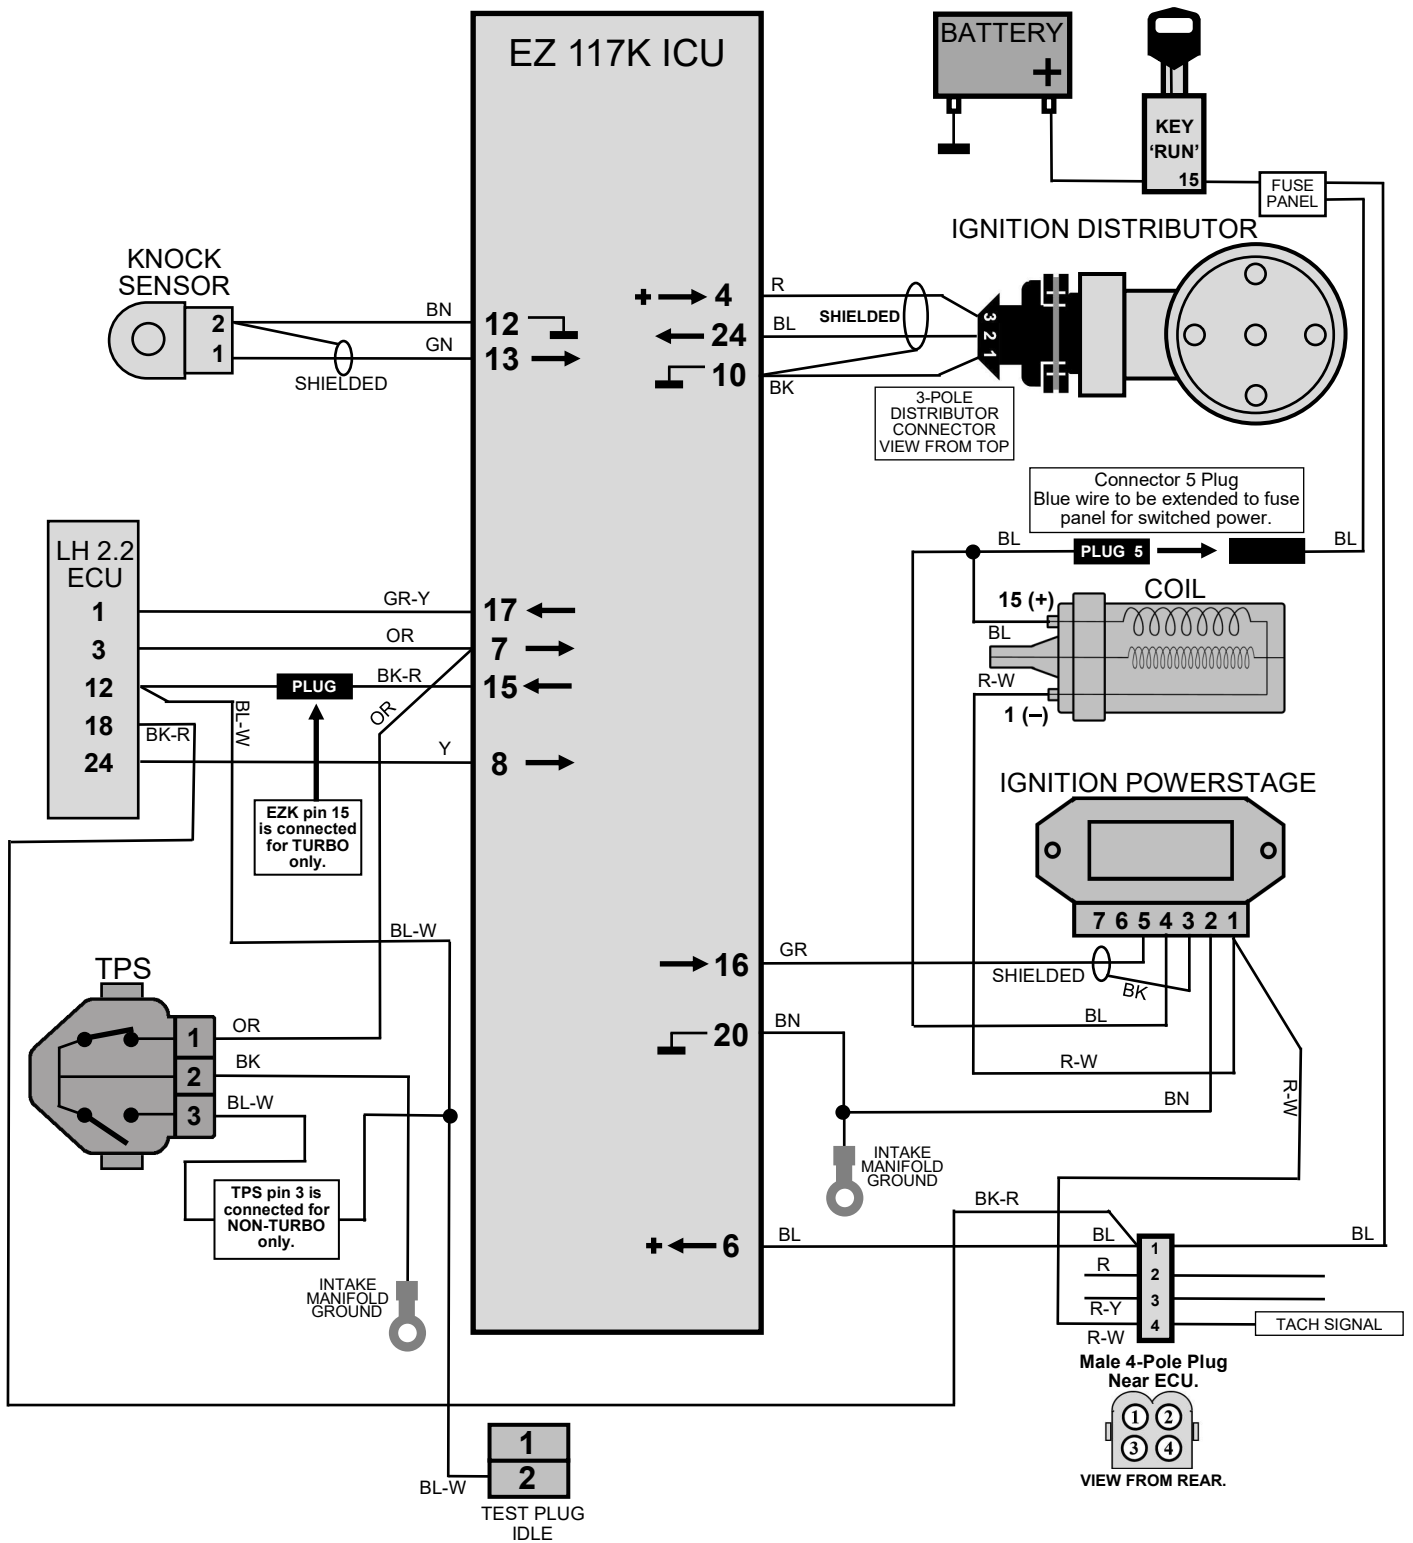 EZ 117K ICU
BATTERY
+
KEY
'RUN'
15
FUSE
PANEL
IGNITION DISTRIBUTOR
KNOCK
SENSOR
2
1
BN
GN
SHIELDED
12
13
+
4
24
10
R
BL
BK
SHIELDED
3
2
1
3-POLE
DISTRIBUTOR
CONNECTOR
VIEW FROM TOP
Connector 5 Plug
Blue wire to be extended to fuse
panel for switched power.
BL
PLUG 5
BL
COIL
15 (+)
BL
R-W
1 (–)
LH 2.2
ECU
1
3
12
18
24
GR-Y
OR
PLUG
BK-R
BL-W
BK-R
OR
Y
17
7
15
8
EZK pin 15
is connected
for TURBO
only.
IGNITION POWERSTAGE
7 6 5 4 3 2 1
BL-W
16
GR
SHIELDED
BK
BL
20
BN
R-W
R-W
BN
TPS
1
2
3
OR
BK
BL-W
TPS pin 3 is
connected for
NON-TURBO
only.
INTAKE
MANIFOLD
GROUND
INTAKE
MANIFOLD
GROUND
BK-R
+
6
BL
BL
R
R-Y
R-W
1
2
3
4
BL
TACH SIGNAL
Male 4-Pole Plug
Near ECU.
1 2
3 4
VIEW FROM REAR.
1
2
BL-W
TEST PLUG
IDLE